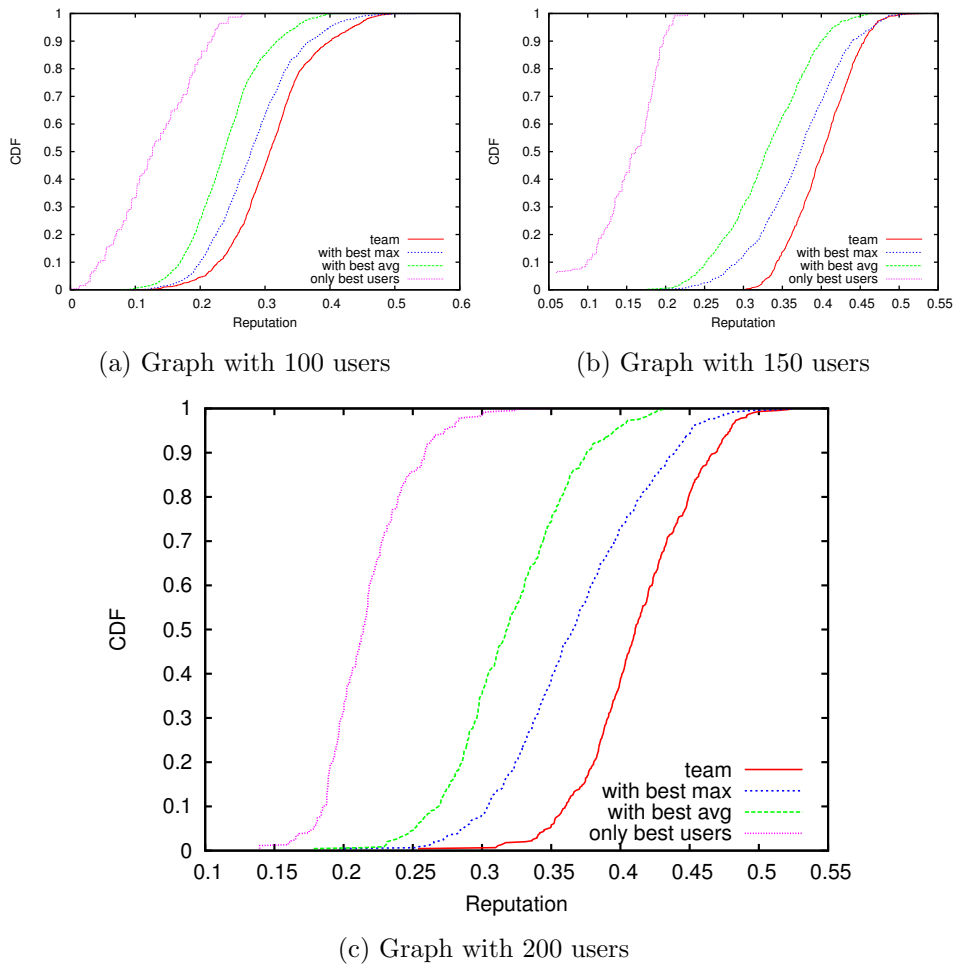 1
0.9
0.8
0.7
0.6
0.5
0.4
0.3
0.2
0.1
0
CDF
0 0.1 0.2 0.3 0.4 0.5 0.6
Reputation
team
with best max
with best avg
only best users
(a) Graph with 100 users
1
0.9
0.8
0.7
0.6
0.5
0.4
0.3
0.2
0.1
0
CDF
0.05 0.1 0.15 0.2 0.25 0.3 0.35 0.4 0.45 0.5 0.55
Reputation
team
with best max
with best avg
only best users
(b) Graph with 150 users
1
0.9
0.8
0.7
0.6
0.5
0.4
0.3
0.2
0.1
0
CDF
0.1 0.15 0.2 0.25 0.3 0.35 0.4 0.45 0.5 0.55
Reputation
team
with best max
with best avg
only best users
(c) Graph with 200 users